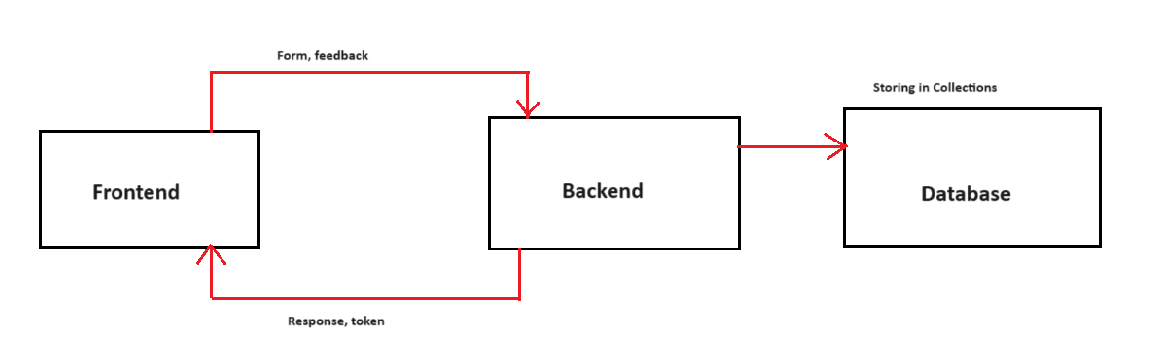 Form, feedback
Storing in Collections
Frontend
Backend
Database
Response, token